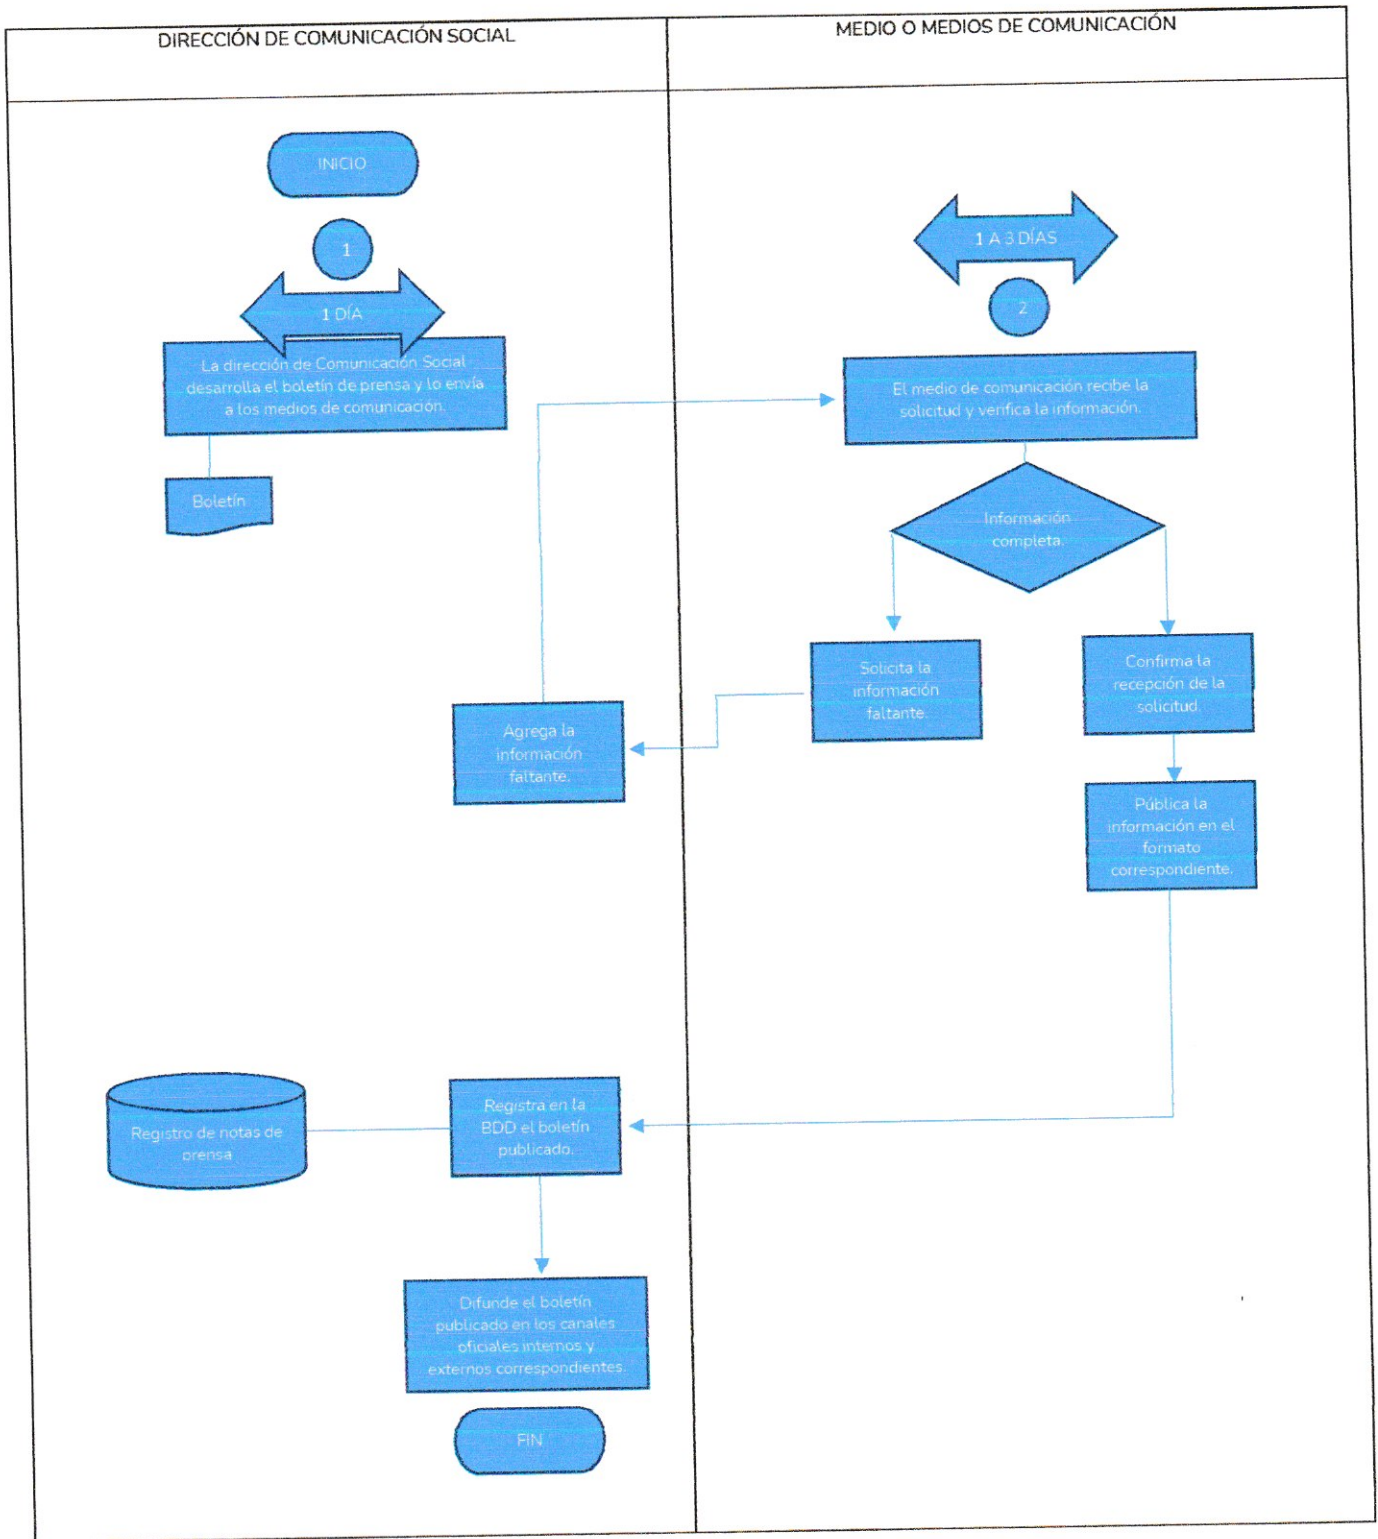 DIRECCIÓN DE COMUNICACIÓN SOCIAL
MEDIO O MEDIOS DE COMUNICACIÓN
INICIO
1
1 DÍA
La dirección de Comunicación Social
desarrolla el boletín de prensa y lo envía
a los medios de comunicación.
Boletín
1 A 3 DÍAS
2
El medio de comunicación recibe la
solicitud y verifica la información.
Información
completa.
Solicita la
información
faltante.
Confirma la
recepción de la
solicitud.
Agrega la
información
faltante.
Pública la
información en el
formato
correspondiente.
Registra en la
BDD el boletín
publicado.
Registro de notas de
prensa
Difunde el boletín
publicado en los canales
oficiales internos y
externos correspondientes.
FIN